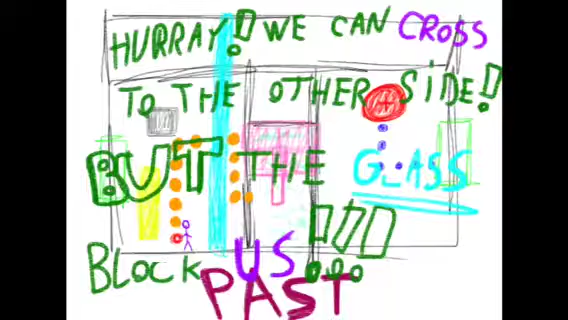 HURRAY! WE CAN CROSS
TO THE OTHER SIDE!
BUT THE GLASS
BLOCK US!!!
PAST